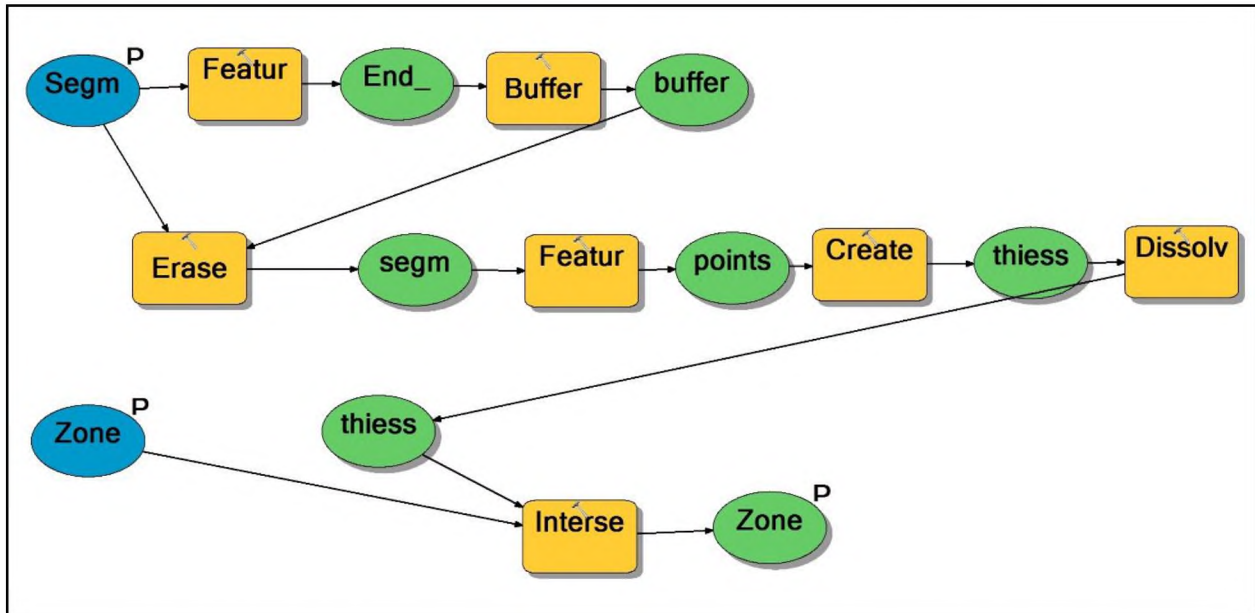 P
Segm
Featur
End_
Buffer
buffer
Erase
segm
Featur
points
Create
thiess
Dissolv
P
Zone
thiess
Interse
P
Zone